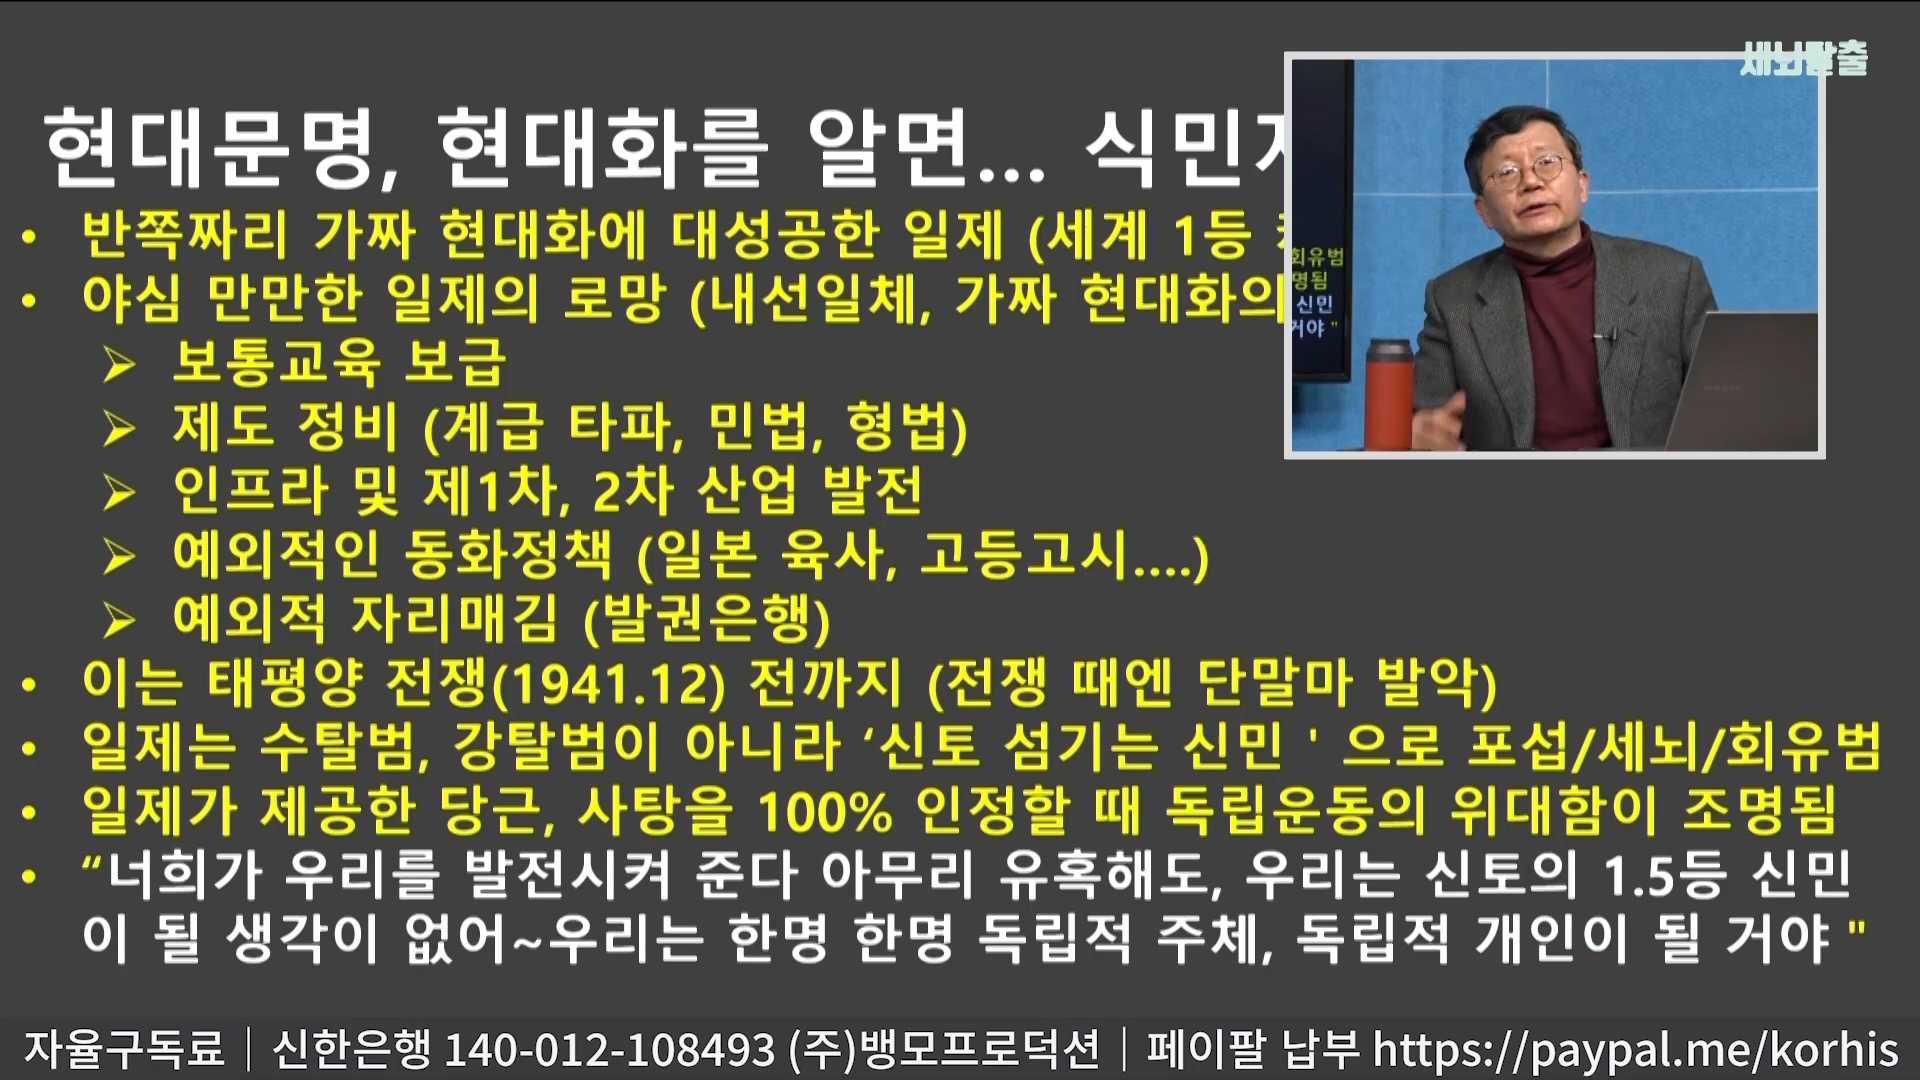 세뇌탈출
현대문명, 현대화를 알면... 식민
• 반쪽짜리 가짜 현대화에 대성공한 일제 (세계 1등
• 야심 만만한 일제의 로망 (내선일체, 가짜 현대화의
➢ 보통교육 보급
➢ 제도 정비 (계급 타파, 민법, 형법)
➢ 인프라 및 제1차, 2차 산업 발전
➢ 예외적인 동화정책 (일본 육사, 고등고시....)
➢ 예외적 자리매김 (발권은행)
• 이는 태평양 전쟁(1941.12) 전까지 (전쟁 때엔 단말마 발악)
• 일제는 수탈범, 강탈범이 아니라 ‘신토 섬기는 신민 ' 으로 포섭/세뇌/회유범
• 일제가 제공한 당근, 사탕을 100% 인정할 때 독립운동의 위대함이 조명됨
• “너희가 우리를 발전시켜 준다 아무리 유혹해도, 우리는 신토의 1.5등 신민
이 될 생각이 없어~우리는 한명 한명 독립적 주체, 독립적 개인이 될 거야 "
회유범
명됨
신민
거야 "
SAMSUNG
자율구독료│신한은행 140-012-108493 (주)뱅모프로덕션│페이팔 납부 https://paypal.me/korhis